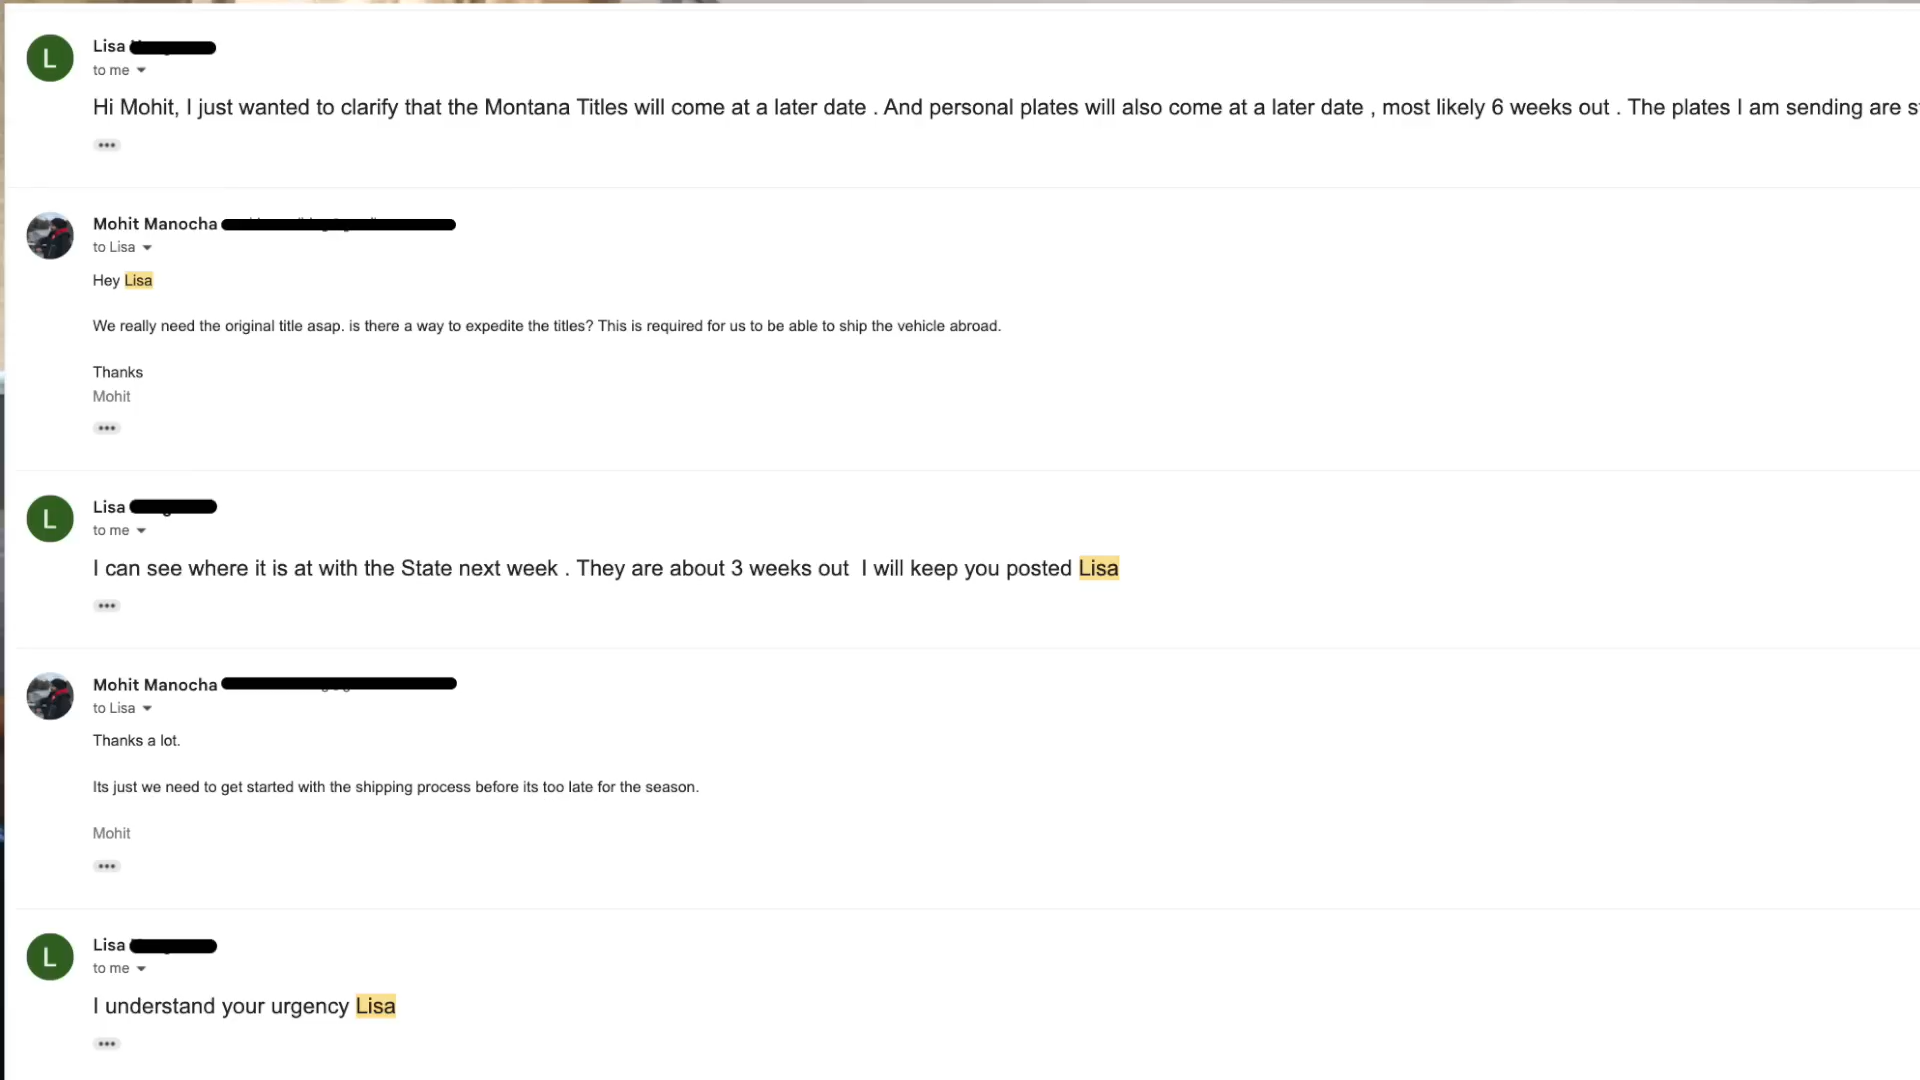 L
Lisa
to me
Hi Mohit, I just wanted to clarify that the Montana Titles will come at a later date . And personal plates will also come at a later date , most likely 6 weeks out . The plates I am sending are
Mohit Manocha
to Lisa
Hey Lisa
We really need the original title asap. is there a way to expedite the titles? This is required for us to be able to ship the vehicle abroad.
Thanks
Mohit
L
Lisa
to me
I can see where it is at with the State next week . They are about 3 weeks out  I will keep you posted Lisa
Mohit Manocha
to Lisa
Thanks a lot.
Its just we need to get started with the shipping process before its too late for the season.
Mohit
L
Lisa
to me
I understand your urgency Lisa